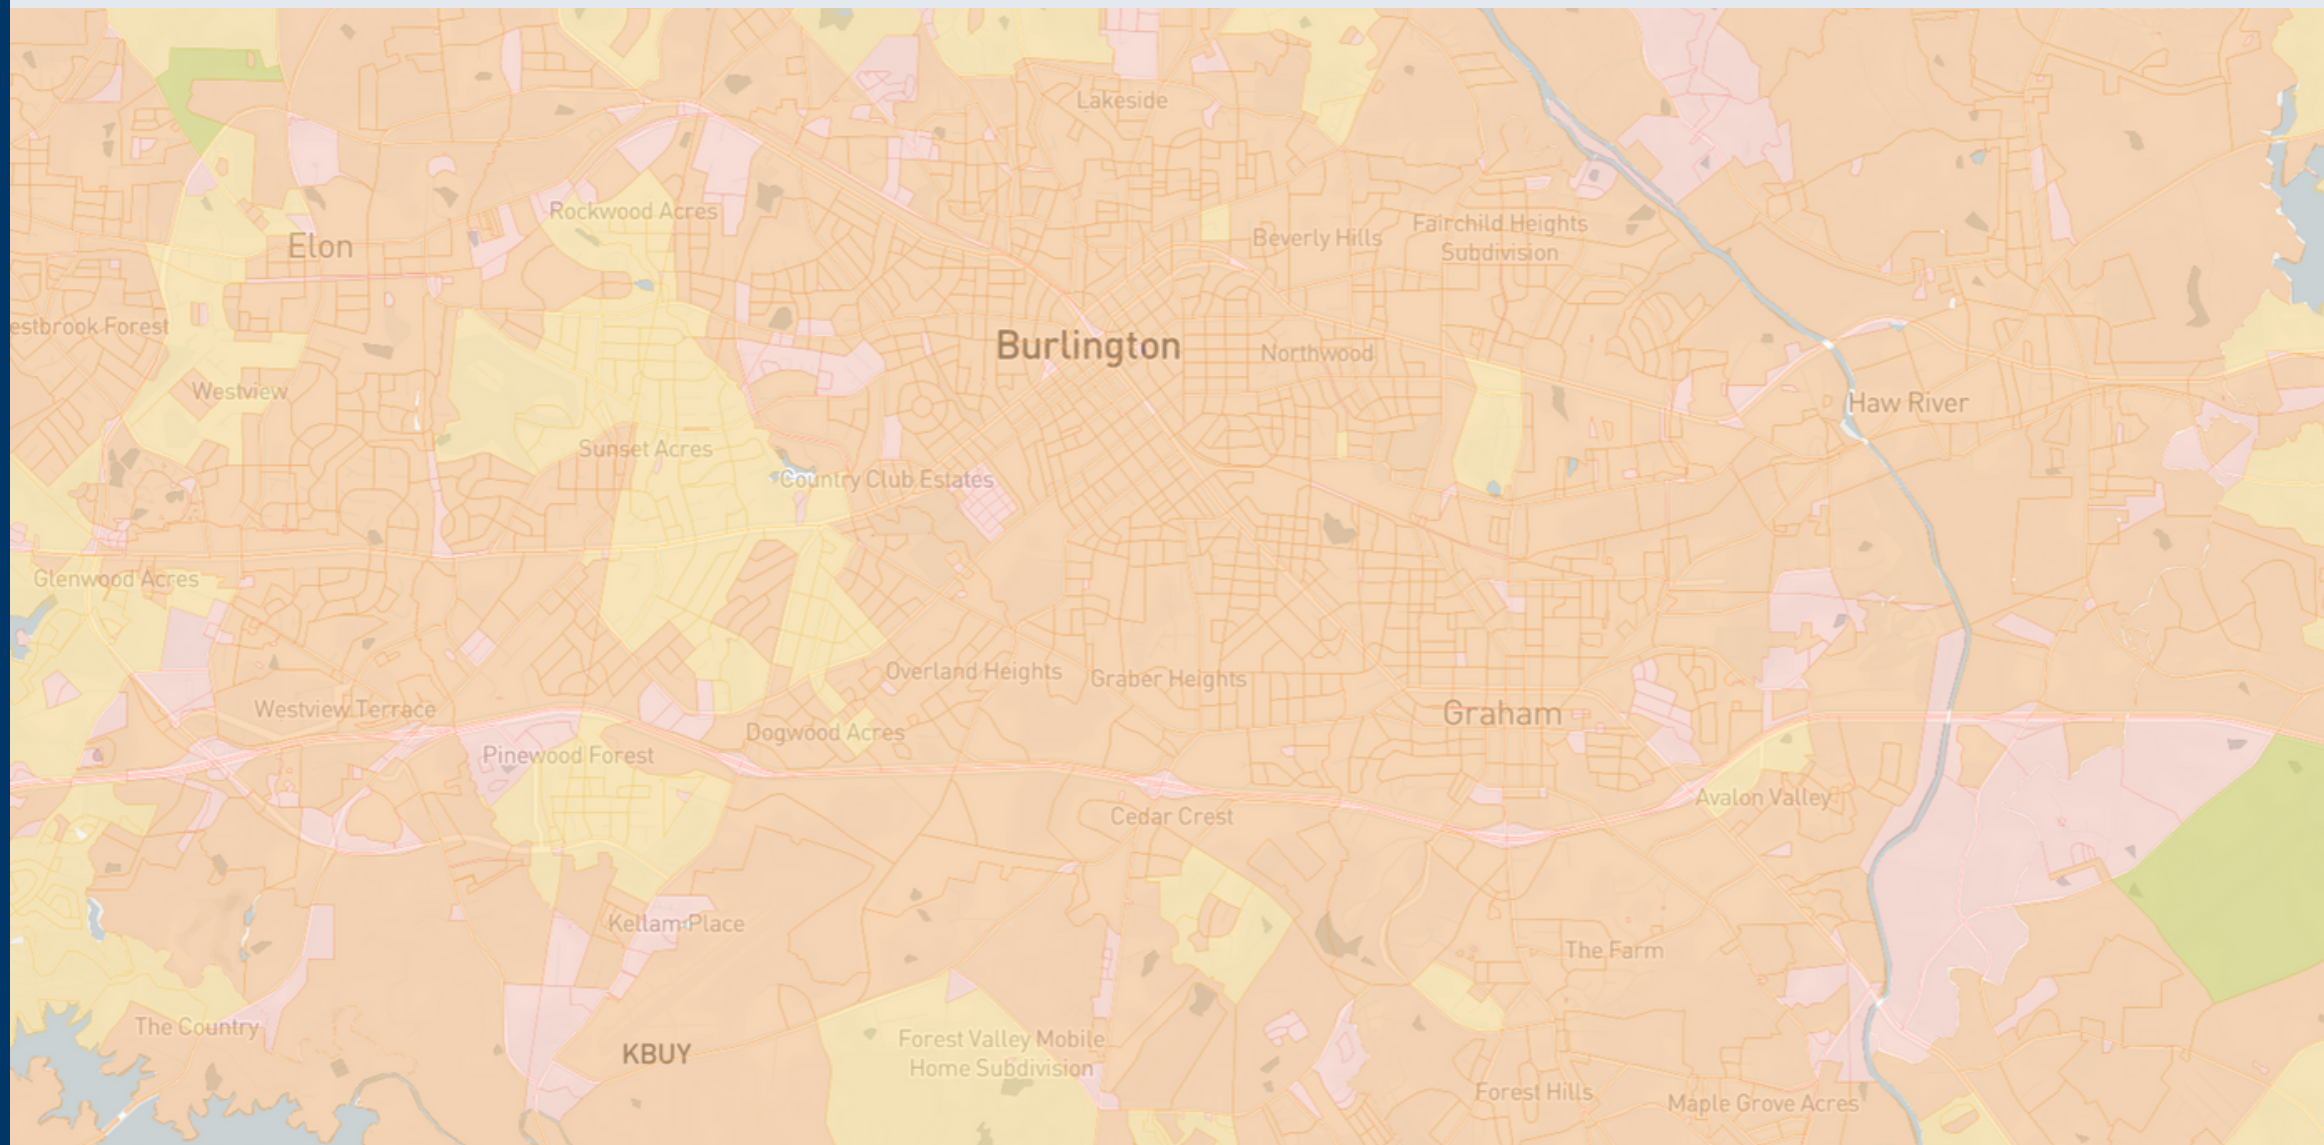 Lakeside
Rockwood Acres
Elon
Beverly Hills
Fairchild Heights
Subdivision
estbrook Forest
Burlington
Northwood
Westview
Haw River
Sunset Acres
Country Club Estates
Glenwood Acres
Overland Heights
Graber Heights
Westview Terrace
Graham
Dogwood Acres
Pinewood Forest
Avalon Valley
Cedar Crest
Kellam Place
The Farm
The Country
KBUY
Forest Valley Mobile
Home Subdivision
Forest Hills
Maple Grove Acres